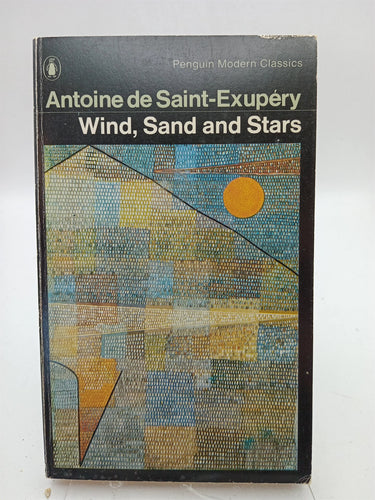 Penguin Modern Classics
Antoine de Saint-Exupéry
Wind, Sand and Stars